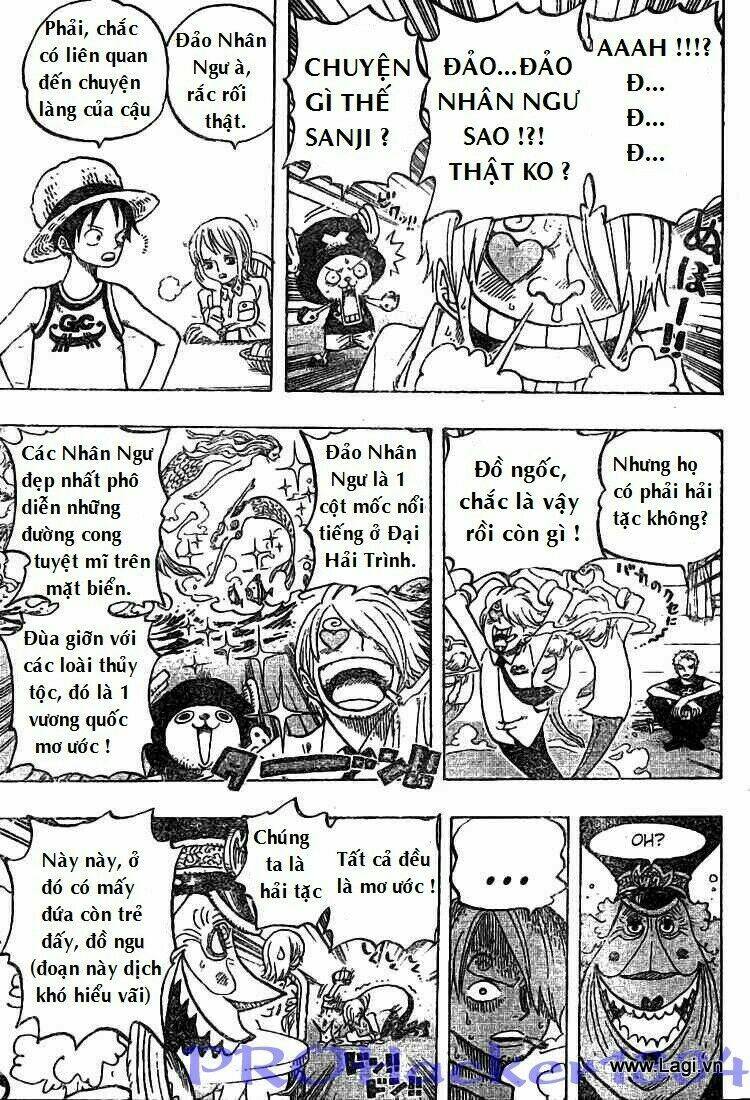 AAAH !!!?
Đ...
Đ...
Đ...
ĐẢO...ĐẢO
NHÂN NGƯ
SAO !?!
THẬT KO ?
CHUYỆN
GÌ THẾ
SANJI ?
Đảo Nhân
Ngư à,
rắc rối
thật.
Phải, chắc
có liên quan
đến chuyện
làng của cậu
Nhưng họ
có phải hải
tặc không?
Đồ ngốc,
chắc là vậy
rồi còn gì !
Đảo Nhân
Ngư là 1
cột mốc nổi
tiếng ở Đại
Hải Trình.
Các Nhân Ngư
đẹp nhất phô
diễn những
đường cong
tuyệt mĩ trên
mặt biển.
Đùa giỡn với
các loài thủy
tộc, đó là 1
vương quốc
mơ ước !
OH?
...
Tất cả đều
là mơ ước !
Chúng
ta là
hải tặc
Này này, ở
đó có mấy
đứa còn trẻ
đấy, đồ ngu
(đoạn này dịch
khó hiểu vãi)
PROHacker1004
www.Lagi.vn